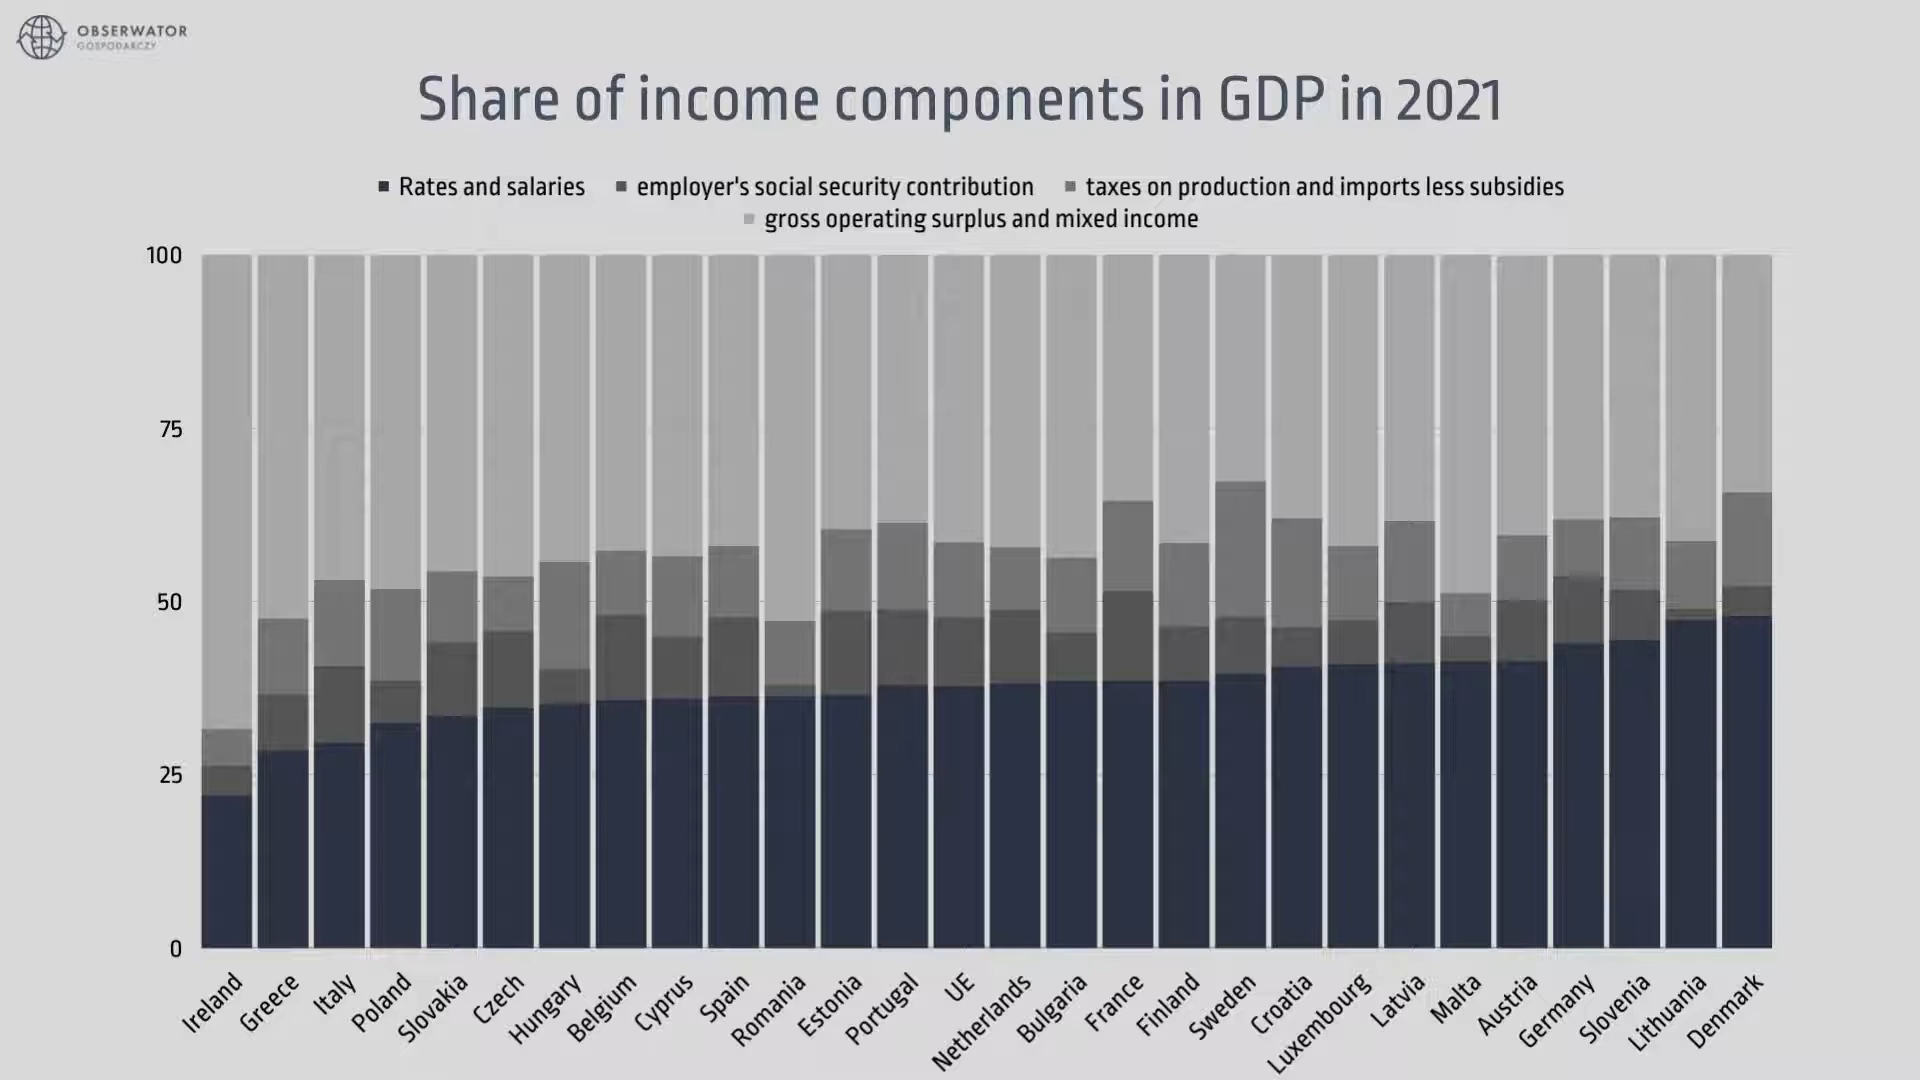 OBSERWATOR
GOSPODARCZY
Share of income components in GDP in 2021
Rates and salaries employer's social security contribution taxes on production and imports less subsidies
gross operating surplus and mixed income
100
75
50
25
0
Ireland
Greece
Italy
Poland
Slovakia
Czech
Hungary
Belgium
Cyprus
Spain
Romania
Estonia
Portugal
UE
Netherlands
Bulgaria
France
Finland
Sweden
Croatia
Luxembourg
Latvia
Malta
Austria
Germany
Slovenia
Lithuania
Denmark